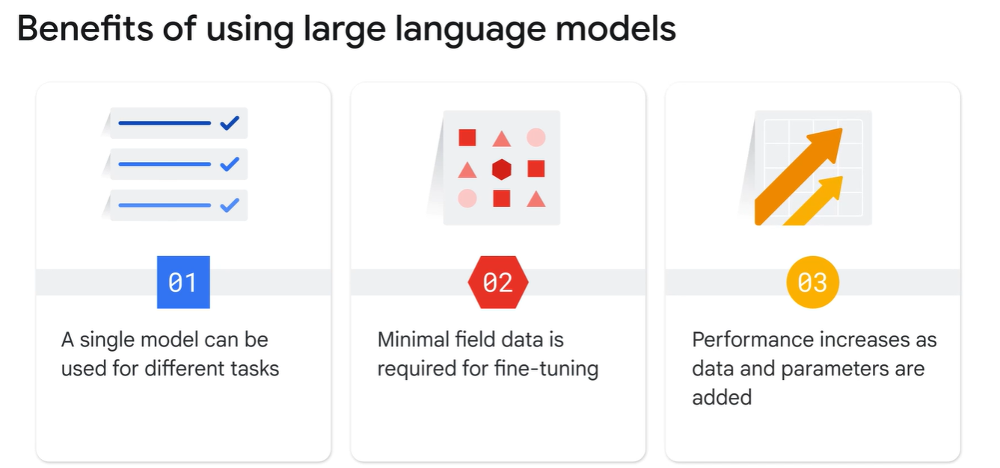 Benefits of using large language models
01
A single model can be
used for different tasks
02
Minimal field data is
required for fine-tuning
03
Performance increases as
data and parameters are
added